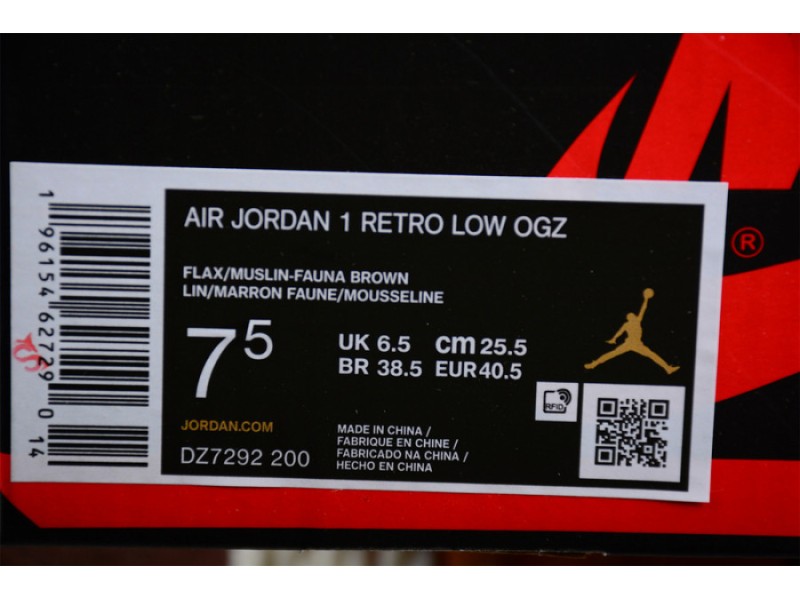 AIR JORDAN 1 RETRO LOW OGZ
FLAX/MUSLIN-FAUNA BROWN
LIN/MARRON FAUNE/MOUSSELINE
7⁵
UK 6.5 cm 25.5
BR 38.5 EUR 40.5
JORDAN.COM
DZ7292 200
MADE IN CHINA /
FABRIQUE EN CHINE /
FABRICADO NA CHINA /
HECHO EN CHINA
RFID
®
1 96154 62729 0 14